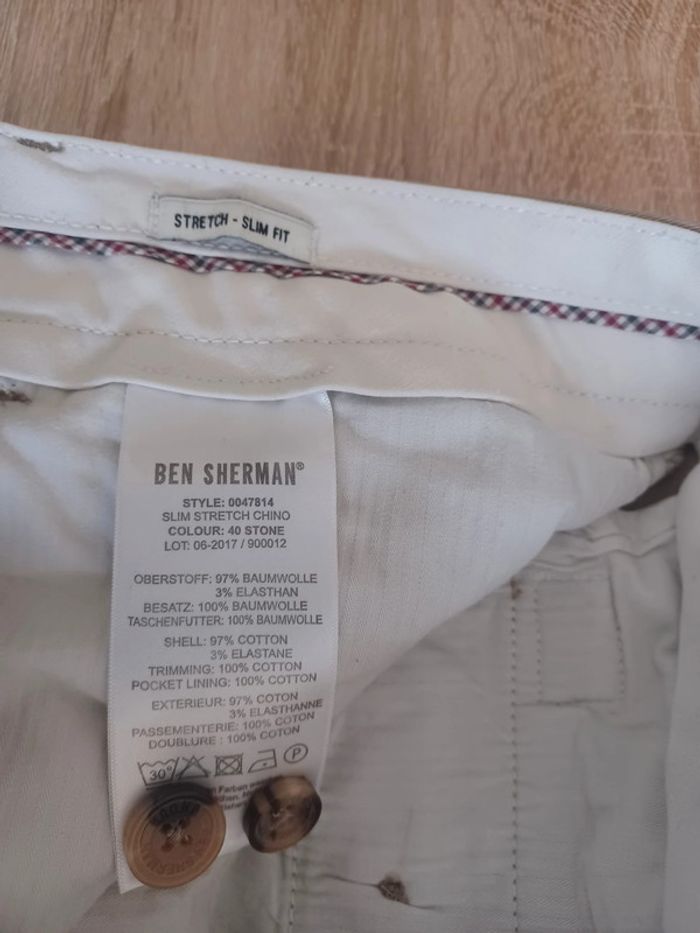 STRETCH - SLIM FIT
BEN SHERMAN®
STYLE: 0047814
SLIM STRETCH CHINO
COLOUR: 40 STONE
LOT: 06-2017 / 900012
OBERSTOFF: 97% BAUMWOLLE
3% ELASTHAN
BESATZ: 100% BAUMWOLLE
TASCHENFUTTER: 100% BAUMWOLLE
SHELL: 97% COTTON
3% ELASTANE
TRIMMING: 100% COTTON
POCKET LINING: 100% COTTON
EXTERIEUR: 97% COTON
3% ELASTHANNE
PASSEMENTERIE: 100% COTON
DOUBLURE : 100% COTON
30° P
Farben